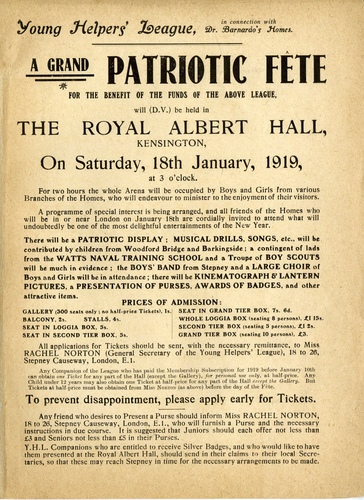 Young Helpers' League, in connection with
Dr. Barnardo's Homes.
A GRAND PATRIOTIC FÊTE
*
FOR THE BENEFIT OF THE FUNDS OF THE ABOVE LEAGUE,
will (D.V.) be held in
THE ROYAL ALBERT HALL,
KENSINGTON,
On Saturday, 18th January, 1919,
at 3 o'clock.
For two hours the whole Arena will be occupied by Boys and Girls from various
Branches of the Homes, who will endeavour to minister to the enjoyment of their visitors.
A programme of special interest is being arranged, and all friends of the Homes who
will be in or near London on January 18th are cordially invited to attend what will
undoubtedly be one of the most delightful entertainments of the New Year.
There will be a PATRIOTIC DISPLAY; MUSICAL DRILLS, SONGS, etc., will be
contributed by children from Woodford Bridge and Barkingside; a contingent of lads
from the WATTS NAVAL TRAINING SCHOOL and a Troupe of BOY SCOUTS
will be much in evidence; the BOYS' BAND from Stepney and a LARGE CHOIR of
Boys and Girls will be in attendance; there will be KINEMATOGRAPH & LANTERN
PICTURES, a PRESENTATION OF PURSES, AWARDS OF BADGES, and other
attractive items.
PRICES OF ADMISSION:
GALLERY (300 seats only; no half-price Tickets), 1s.
BALCONY, 2s. STALLS, 4s.
SEAT IN LOGGIA BOX, 3s.
SEAT IN SECOND TIER BOX, 3s.
SEAT IN GRAND TIER BOX, 7s. 6d.
WHOLE LOGGIA BOX (seating 8 persons), £1 15s.
SECOND TIER BOX (seating 5 persons), £1 2s.
GRAND TIER BOX (seating 10 persons), £3.
All applications for Tickets should be sent, with the necessary remittance, to Miss
RACHEL NORTON (General Secretary of the Young Helpers' League), 18 to 26,
Stepney Causeway, London, E.1.
Any Companion of the League who has paid the Membership Subscription for 1919 before January 10th
can obtain one Ticket for any part of the Hall (except the Gallery), for personal use only, at half-price. Any
Child under 12 years may also obtain one Ticket at half-price for any part of the Hall except the Gallery. But
Tickets at half-price must be obtained from Miss NORTON (as above) before the day of the Fête.
To prevent disappointment, please apply early for Tickets.
Any friend who desires to Present a Purse should inform Miss RACHEL NORTON,
18 to 26, Stepney Causeway, London, E.1., who will furnish a Purse and the necessary
instructions in due course. It is suggested Juniors should each offer not less than
£3 and Seniors not less than £5 in their Purses.
Y.H.L. Companions who are entitled to receive Silver Badges, and who would like to have
them presented at the Royal Albert Hall, should send in their claims to their local Secre-
taries, so that these may reach Stepney in time for the necessary arrangements to be made.